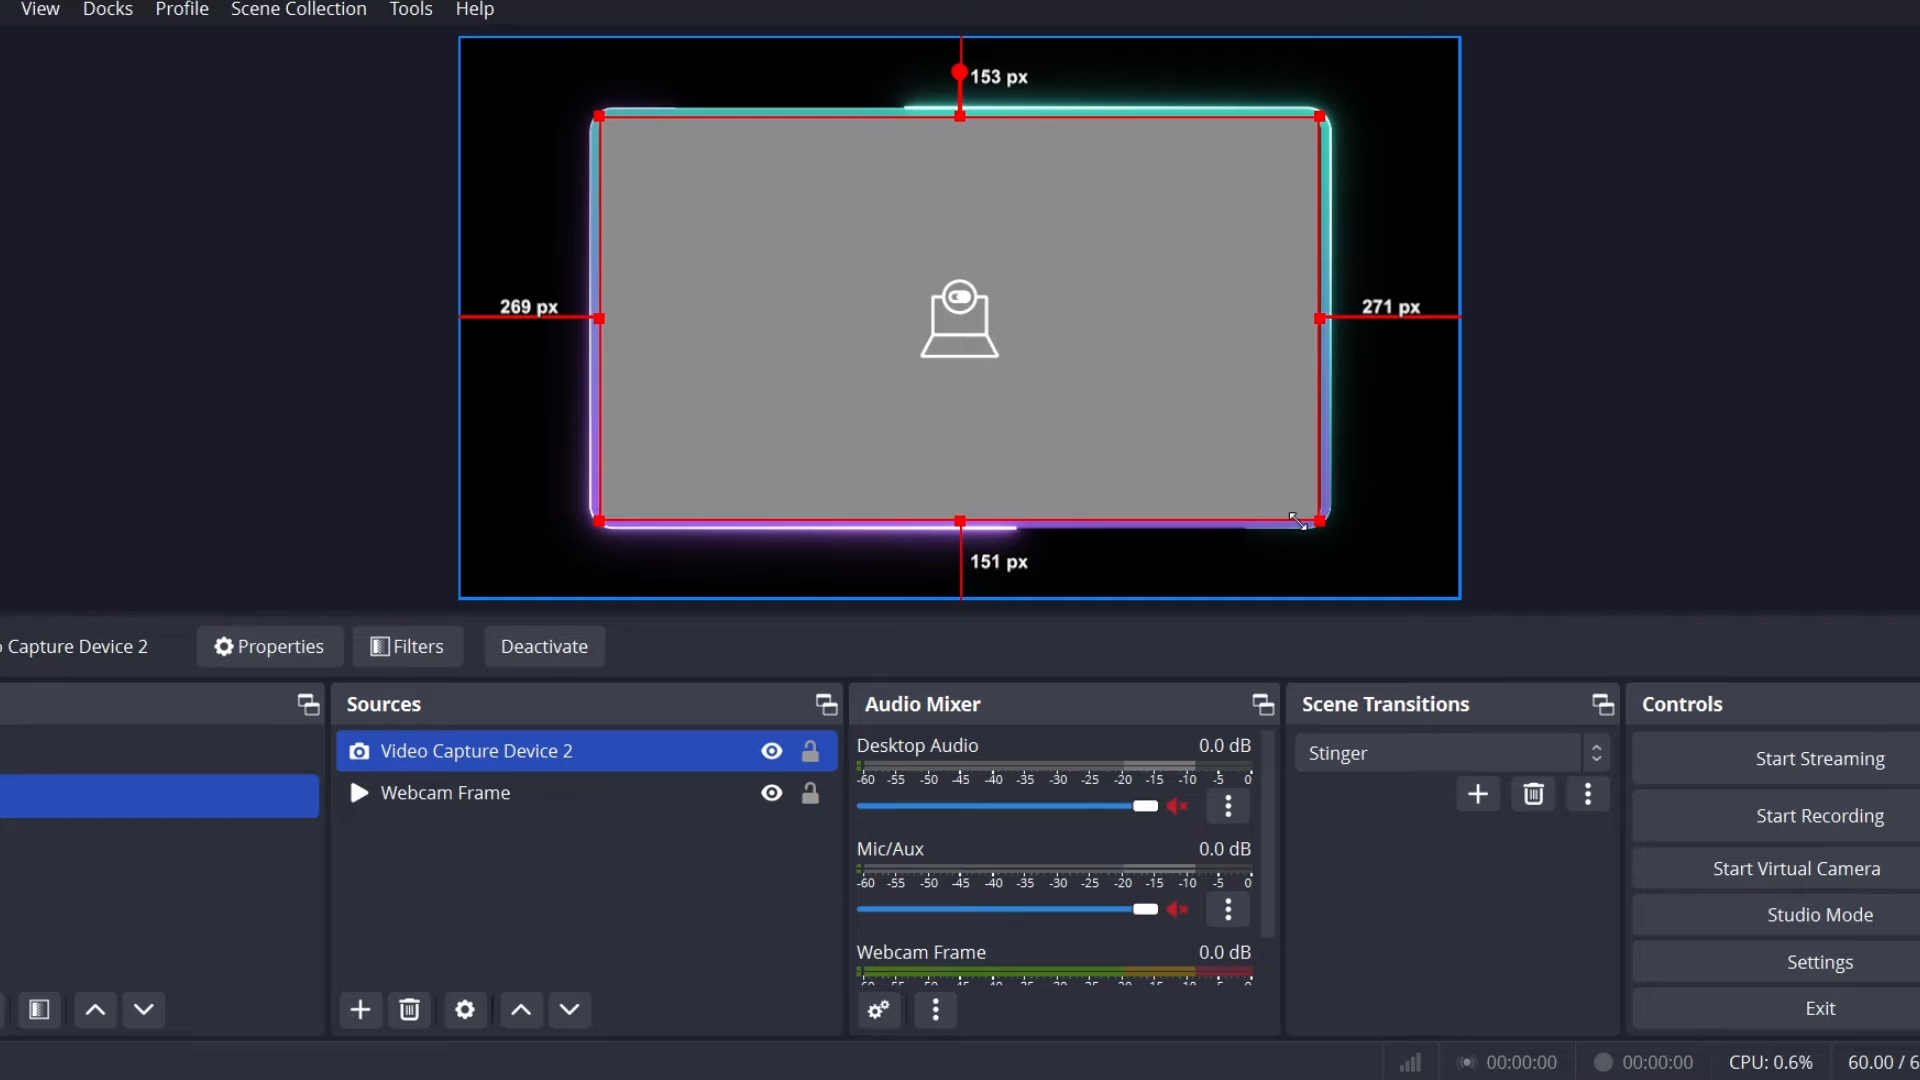 View Docks Profile Scene Collection Tools Help
153 px
269 px
271 px
151 px
Capture Device 2
Properties
Filters
Deactivate
Sources
Video Capture Device 2
Webcam Frame
Audio Mixer
Desktop Audio 0.0 dB
-60 -55 -50 -45 -40 -35 -30 -25 -20 -15 -10 -5 0
Mic/Aux 0.0 dB
-60 -55 -50 -45 -40 -35 -30 -25 -20 -15 -10 -5 0
Webcam Frame 0.0 dB
Scene Transitions
Stinger
Controls
Start Streaming
Start Recording
Start Virtual Camera
Studio Mode
Settings
Exit
00:00:00
00:00:00
CPU: 0.6%
60.00 / 6